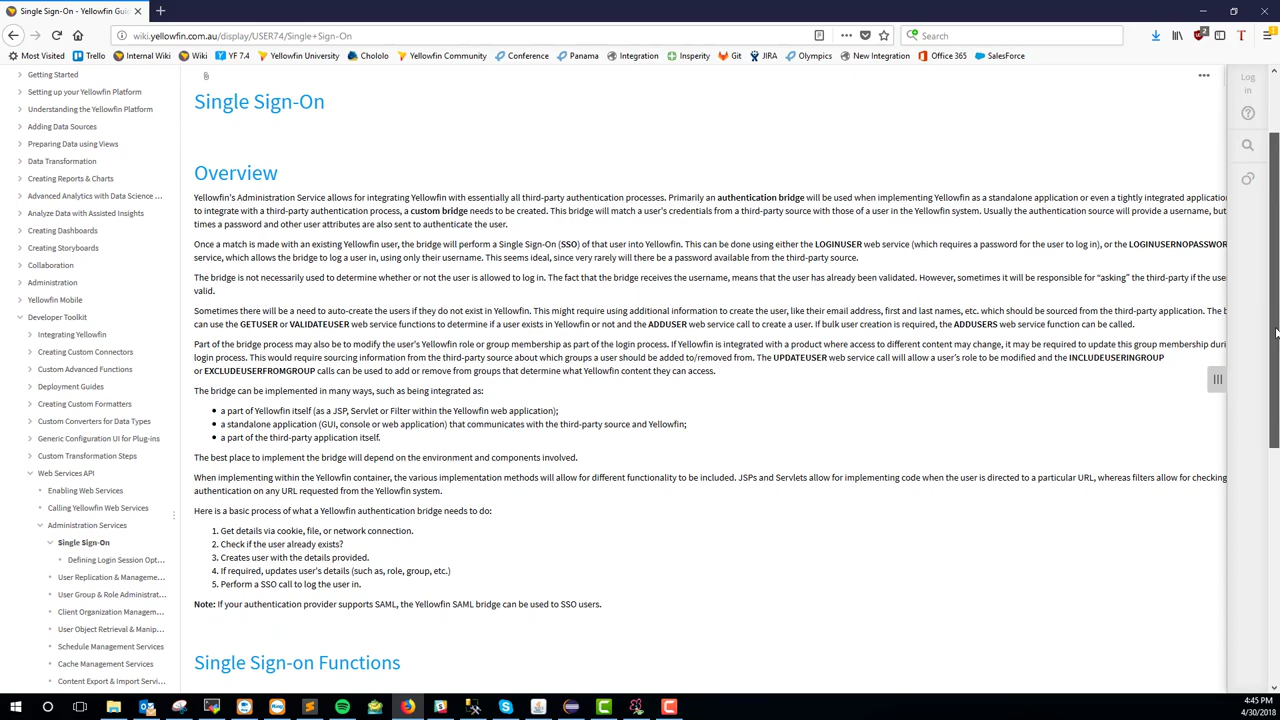 Single Sign-On - Yellowfin Gui
wiki.yellowfin.com.au/display/USER74/Single+Sign-On
Search
2
Most Visited
Trello
Internal Wiki
Wiki
YF 7.4
Yellowfin University
Chololo
Yellowfin Community
Conference
Panama
Integration
Insperity
Git
JIRA
Olympics
New Integration
Office 365
SalesForce
Getting Started
Setting up your Yellowfin Platform
Understanding the Yellowfin Platform
Adding Data Sources
Preparing Data using Views
Data Transformation
Creating Reports & Charts
Advanced Analytics with Data Science ...
Analyze Data with Assisted Insights
Creating Dashboards
Creating Storyboards
Collaboration
Administration
Yellowfin Mobile
Developer Toolkit
Integrating Yellowfin
Creating Custom Connectors
Custom Advanced Functions
Deployment Guides
Creating Custom Formatters
Custom Converters for Data Types
Generic Configuration UI for Plug-ins
Custom Transformation Steps
Web Services API
Enabling Web Services
Calling Yellowfin Web Services
Administration Services
Single Sign-On
Defining Login Session Opt...
User Replication & Manageme...
User Group & Role Administrat...
Client Organization Managem...
User Object Retrieval & Manip...
Schedule Management Services
Cache Management Services
Content Export & Import Servi...
Single Sign-On
Overview
Yellowfin's Administration Service allows for integrating Yellowfin with essentially all third-party authentication processes. Primarily an authentication bridge will be used when implementing Yellowfin as a standalone application or even a tightly integrated applicatio
to integrate with a third-party authentication process, a custom bridge needs to be created. This bridge will match a user's credentials from a third-party source with those of a user in the Yellowfin system. Usually the authentication source will provide a username, but
times a password and other user attributes are also sent to authenticate the user.
Once a match is made with an existing Yellowfin user, the bridge will perform a Single Sign-On (SSO) of that user into Yellowfin. This can be done using either the LOGINUSER web service (which requires a password for the user to log in), or the LOGINUSERNOPASSWOR
service, which allows the bridge to log a user in, using only their username. This seems ideal, since very rarely will there be a password available from the third-party source.
The bridge is not necessarily used to determine whether or not the user is allowed to log in. The fact that the bridge receives the username, means that the user has already been validated. However, sometimes it will be responsible for “asking” the third-party if the use
valid.
Sometimes there will be a need to auto-create the users if they do not exist in Yellowfin. This might require using additional information to create the user, like their email address, first and last names, etc. which should be sourced from the third-party application. The b
can use the GETUSER or VALIDATEUSER web service functions to determine if a user exists in Yellowfin or not and the ADDUSER web service call to create a user. If bulk user creation is required, the ADDUSERS web service function can be called.
Part of the bridge process may also be to modify the user's Yellowfin role or group membership as part of the login process. If Yellowfin is integrated with a product where access to different content may change, it may be required to update this group membership duri
login process. This would require sourcing information from the third-party source about which groups a user should be added to/removed from. The UPDATEUSER web service call will allow a user's role to be modified and the INCLUDEUSERINGROUP
or EXCLUDEUSERFROMGROUP calls can be used to add or remove from groups that determine what Yellowfin content they can access.
The bridge can be implemented in many ways, such as being integrated as:
a part of Yellowfin itself (as a JSP, Servlet or Filter within the Yellowfin web application);
a standalone application (GUI, console or web application) that communicates with the third-party source and Yellowfin;
a part of the third-party application itself.
The best place to implement the bridge will depend on the environment and components involved.
When implementing within the Yellowfin container, the various implementation methods will allow for different functionality to be included. JSPs and Servlets allow for implementing code when the user is directed to a particular URL, whereas filters allow for checking
authentication on any URL requested from the Yellowfin system.
Here is a basic process of what a Yellowfin authentication bridge needs to do:
1. Get details via cookie, file, or network connection.
2. Check if the user already exists?
3. Creates user with the details provided.
4. If required, updates user's details (such as, role, group, etc.)
5. Perform a SSO call to log the user in.
Note: If your authentication provider supports SAML, the Yellowfin SAML bridge can be used to SSO users.
Single Sign-on Functions
Log
in
4:45 PM
4/30/2018